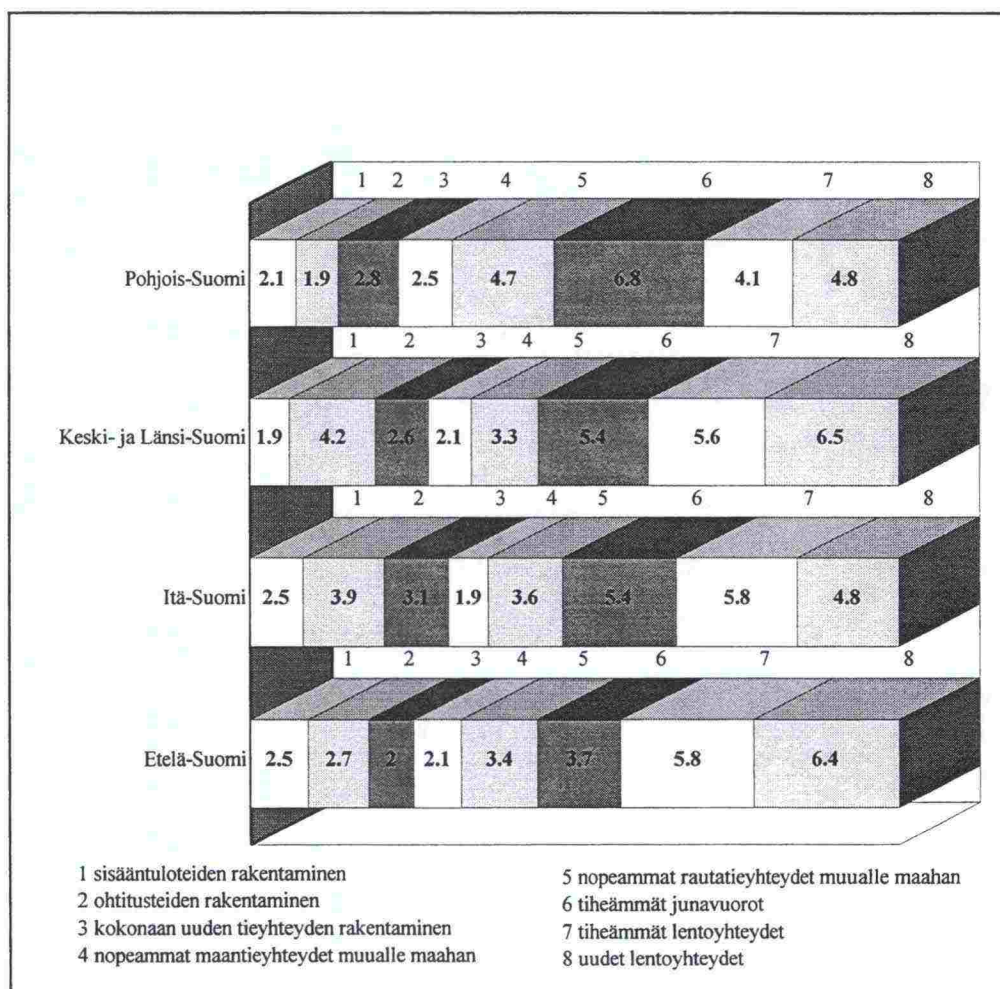 1 2 3 4 5 6 7 8
Pohjois-Suomi 2.1 1.9 2.8 2.5 4.7 6.8 4.1 4.8
1 2 3 4 5 6 7 8
Keski- ja Länsi-Suomi 1.9 4.2 2.6 2.1 3.3 5.4 5.6 6.5
1 2 3 4 5 6 7 8
Itä-Suomi 2.5 3.9 3.1 1.9 3.6 5.4 5.8 4.8
1 2 3 4 5 6 7 8
Etelä-Suomi 2.5 2.7 2 2.1 3.4 3.7 5.8 6.4
1 sisääntuloteiden rakentaminen
2 ohtitusteiden rakentaminen
3 kokonaan uuden tieyhteyden rakentaminen
4 nopeammat maantieyhteydet muualle maahan
5 nopeammat rautatieyhteydet muualle maahan
6 tiheämmät junavuorot
7 tiheämmät lentoyhteydet
8 uudet lentoyhteydet